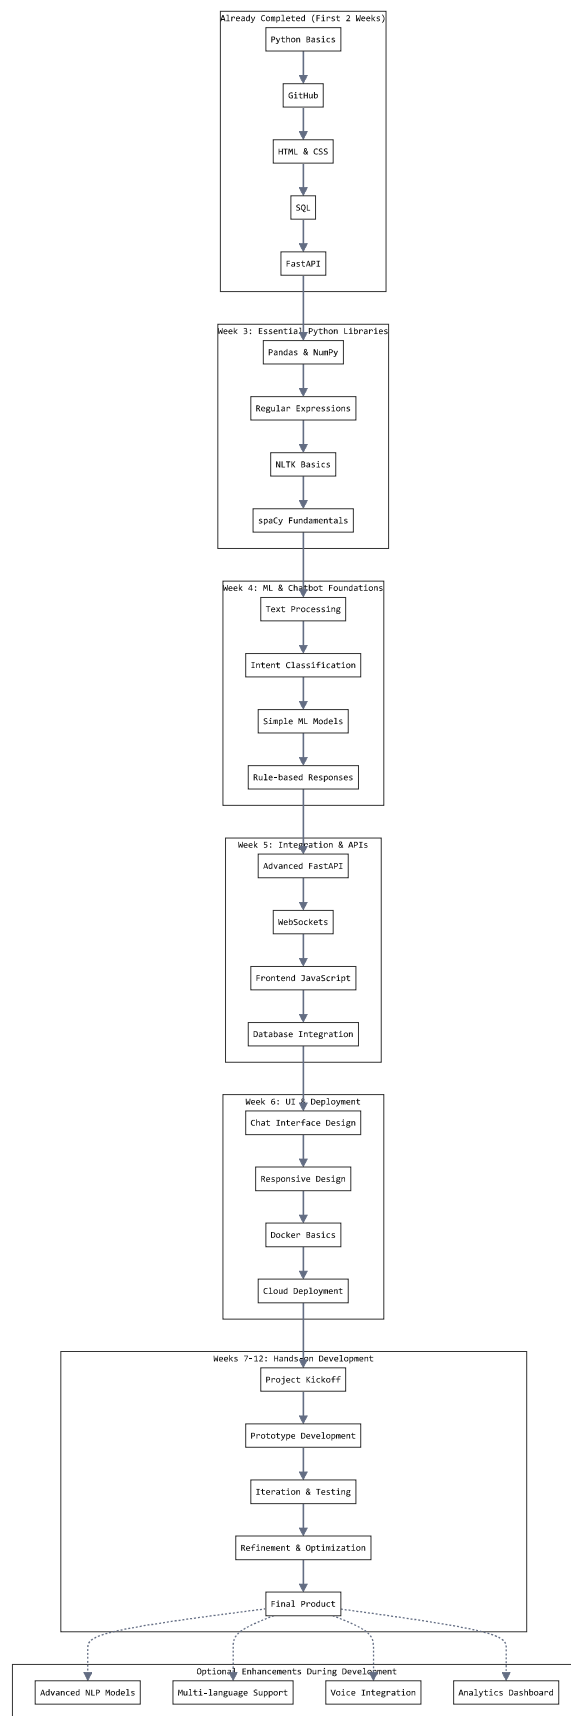 Already Completed (First 2 Weeks)
Python Basics
GitHub
HTML & CSS
SQL
FastAPI
Week 3: Essential Python Libraries
Pandas & NumPy
Regular Expressions
NLTK Basics
spaCy Fundamentals
Week 4: ML & Chatbot Foundations
Text Processing
Intent Classification
Simple ML Models
Rule-based Responses
Week 5: Integration & APIs
Advanced FastAPI
WebSockets
Frontend JavaScript
Database Integration
Week 6: UI & Deployment
Chat Interface Design
Responsive Design
Docker Basics
Cloud Deployment
Weeks 7-12: Hands-on Development
Project Kickoff
Prototype Development
Iteration & Testing
Refinement & Optimization
Final Product
Optional Enhancements During Development
Advanced NLP Models
Multi-language Support
Voice Integration
Analytics Dashboard